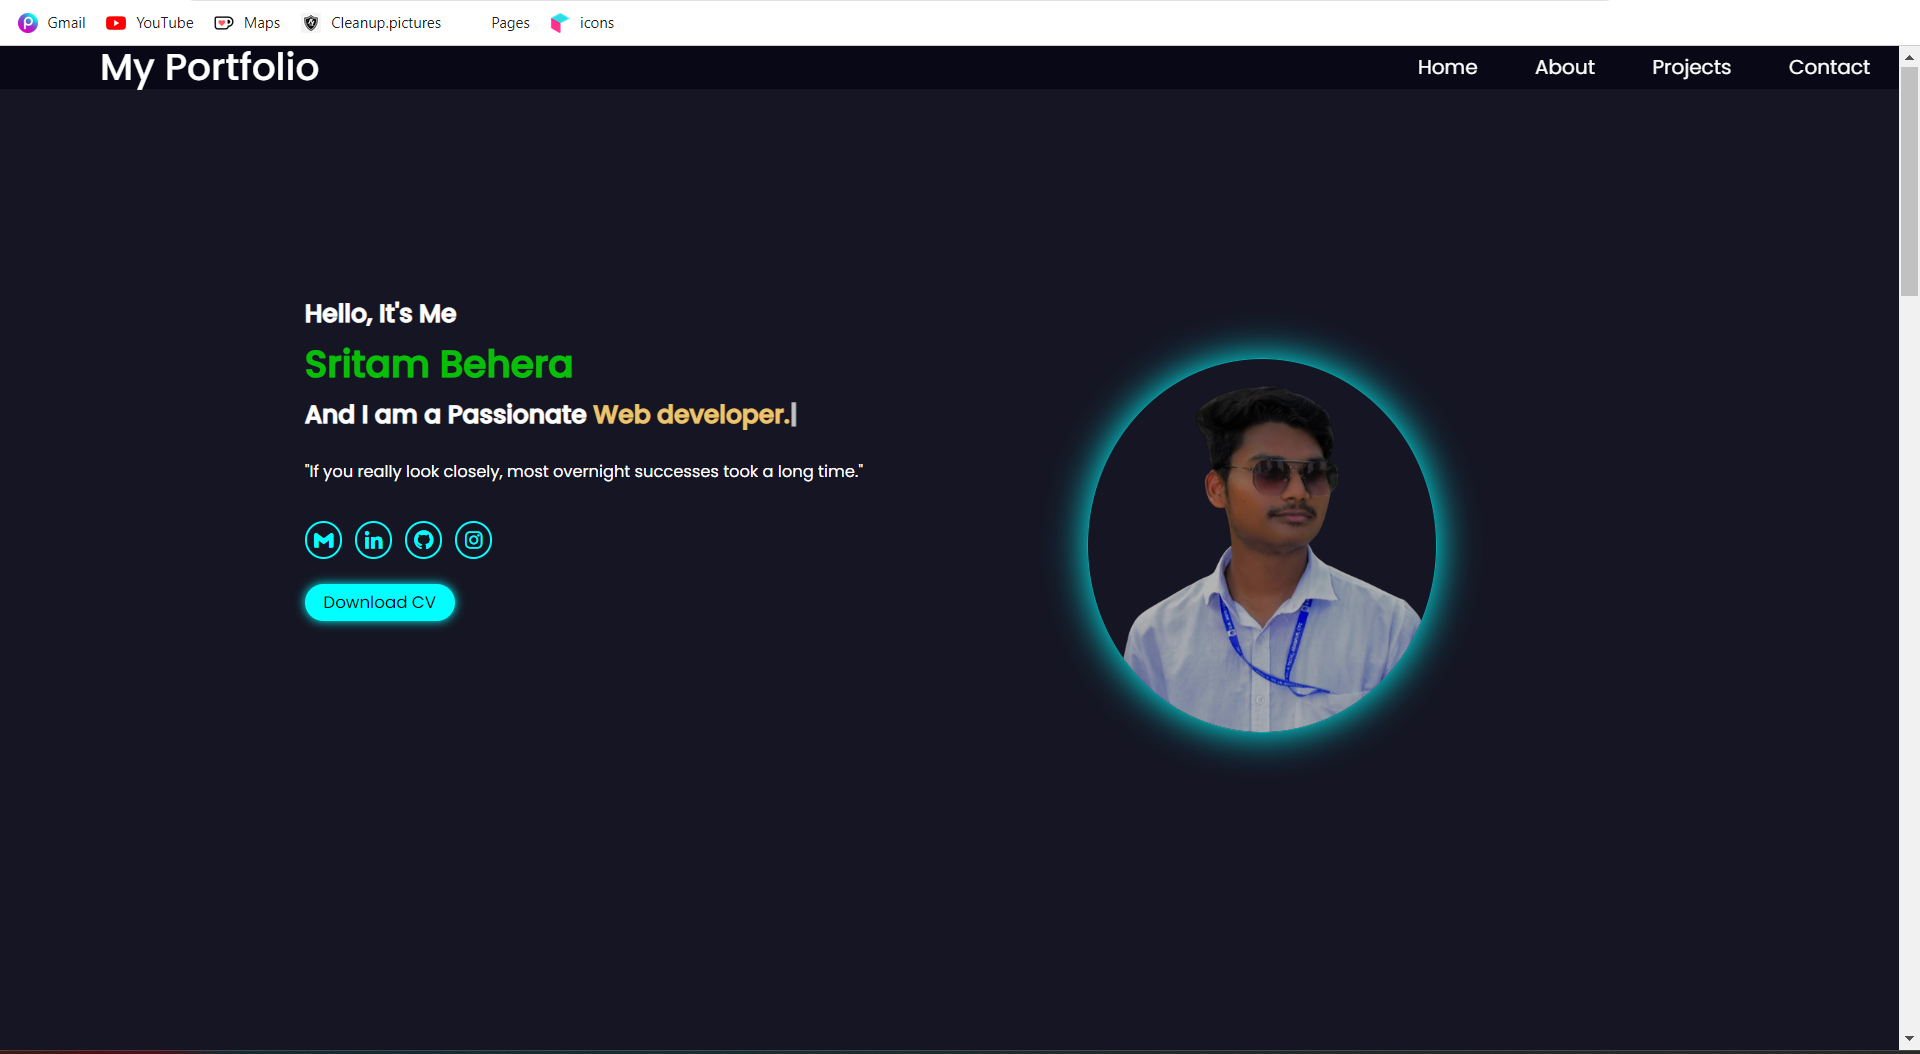 Gmail YouTube Maps Cleanup.pictures Pages icons
My Portfolio Home About Projects Contact
Hello, It's Me
Sritam Behera
And I am a Passionate Web developer.|
"If you really look closely, most overnight successes took a long time."
Download CV